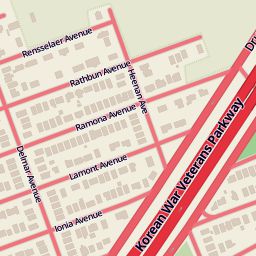 Rensselaer Avenue
Rathbun Avenue
Heenan Ave
Ramona Avenue
Delmar Avenue
Lamont Avenue
Ionia Avenue
Korean War Veterans Parkway